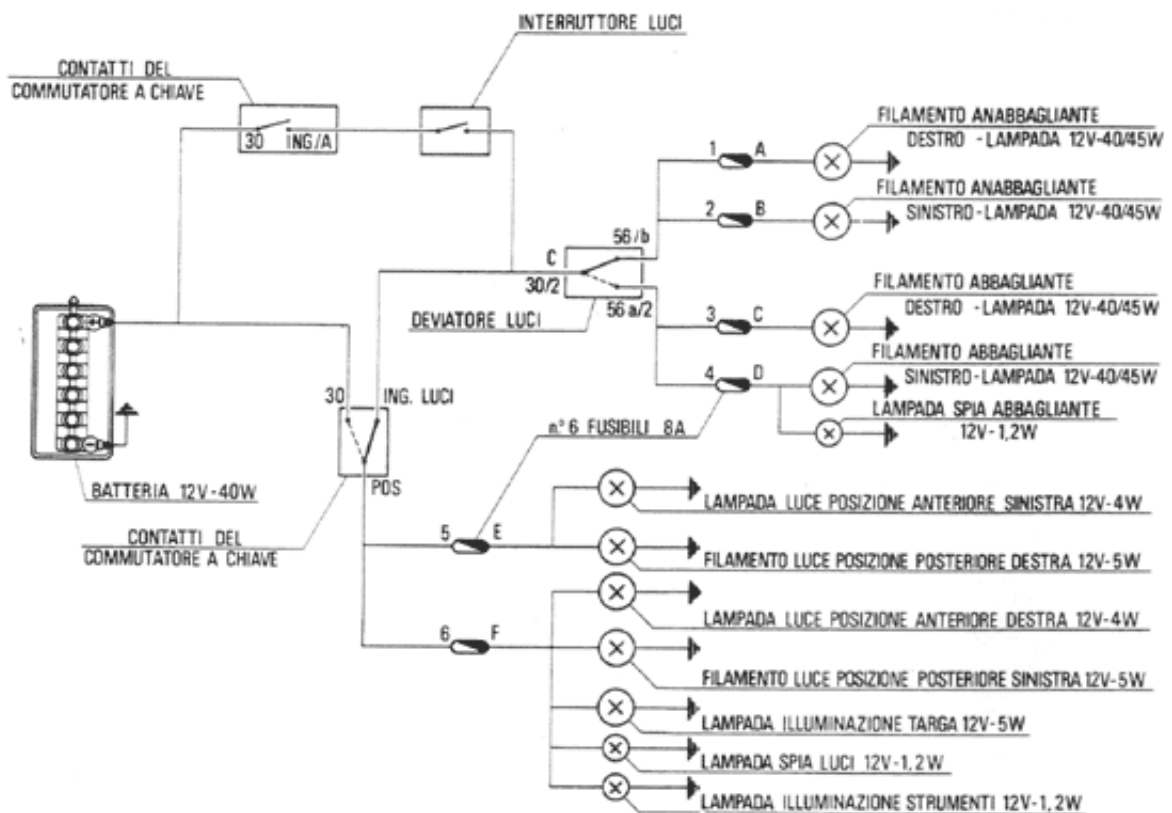 INTERRUTTORE LUCI
CONTATTI DEL
COMMUTATORE A CHIAVE
30 ING/A
FILAMENTO ANABBAGLIANTE
DESTRO - LAMPADA 12V-40/45W
1 A
FILAMENTO ANABBAGLIANTE
SINISTRO - LAMPADA 12V-40/45W
2 B
56/b
C
30/2
56a/2
DEVIATORE LUCI
FILAMENTO ABBAGLIANTE
DESTRO - LAMPADA 12V-40/45W
3 C
FILAMENTO ABBAGLIANTE
SINISTRO - LAMPADA 12V-40/45W
4 D
LAMPADA SPIA ABBAGLIANTE
12V-1,2W
30 ING. LUCI
POS
n.° 6 FUSIBILI 8A
BATTERIA 12V-40W
CONTATTI DEL
COMMUTATORE A CHIAVE
LAMPADA LUCE POSIZIONE ANTERIORE SINISTRA 12V-4W
5 E
FILAMENTO LUCE POSIZIONE POSTERIORE DESTRA 12V-5W
LAMPADA LUCE POSIZIONE ANTERIORE DESTRA 12V-4W
6 F
FILAMENTO LUCE POSIZIONE POSTERIORE SINISTRA 12V-5W
LAMPADA ILLUMINAZIONE TARGA 12V-5W
LAMPADA SPIA LUCI 12V-1,2W
LAMPADA ILLUMINAZIONE STRUMENTI 12V-1,2W